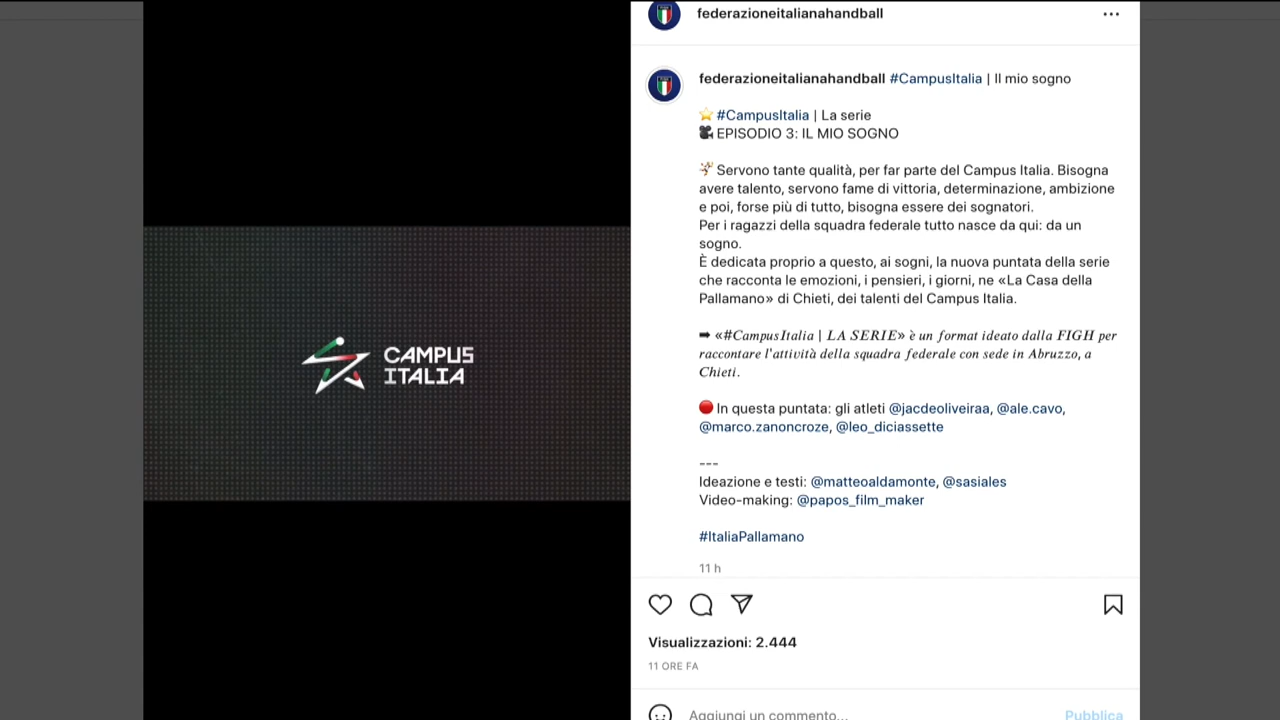 federazioneitalianahandball
federazioneitalianahandball #CampusItalia | Il mio sogno
⭐ #CampusItalia | La serie
🎥 EPISODIO 3: IL MIO SOGNO
🤾 Servono tante qualità, per far parte del Campus Italia. Bisogna
avere talento, servono fame di vittoria, determinazione, ambizione
e poi, forse più di tutto, bisogna essere dei sognatori.
Per i ragazzi della squadra federale tutto nasce da qui: da un
sogno.
È dedicata proprio a questo, ai sogni, la nuova puntata della serie
che racconta le emozioni, i pensieri, i giorni, ne «La Casa della
Pallamano» di Chieti, dei talenti del Campus Italia.
➡ «#CampusItalia | LA SERIE» è un format ideato dalla FIGH per
raccontare l'attività della squadra federale con sede in Abruzzo, a
Chieti.
🔴 In questa puntata: gli atleti @jacdeoliveiraa, @ale.cavo,
@marco.zanoncroze, @leo_diciassette
---
Ideazione e testi: @matteoaldamonte, @sasiales
Video-making: @papos_film_maker
#ItaliaPallamano
11 h
Visualizzazioni: 2.444
11 ORE FA
Aggiungi un commento...
Pubblica
CAMPUS
ITALIA